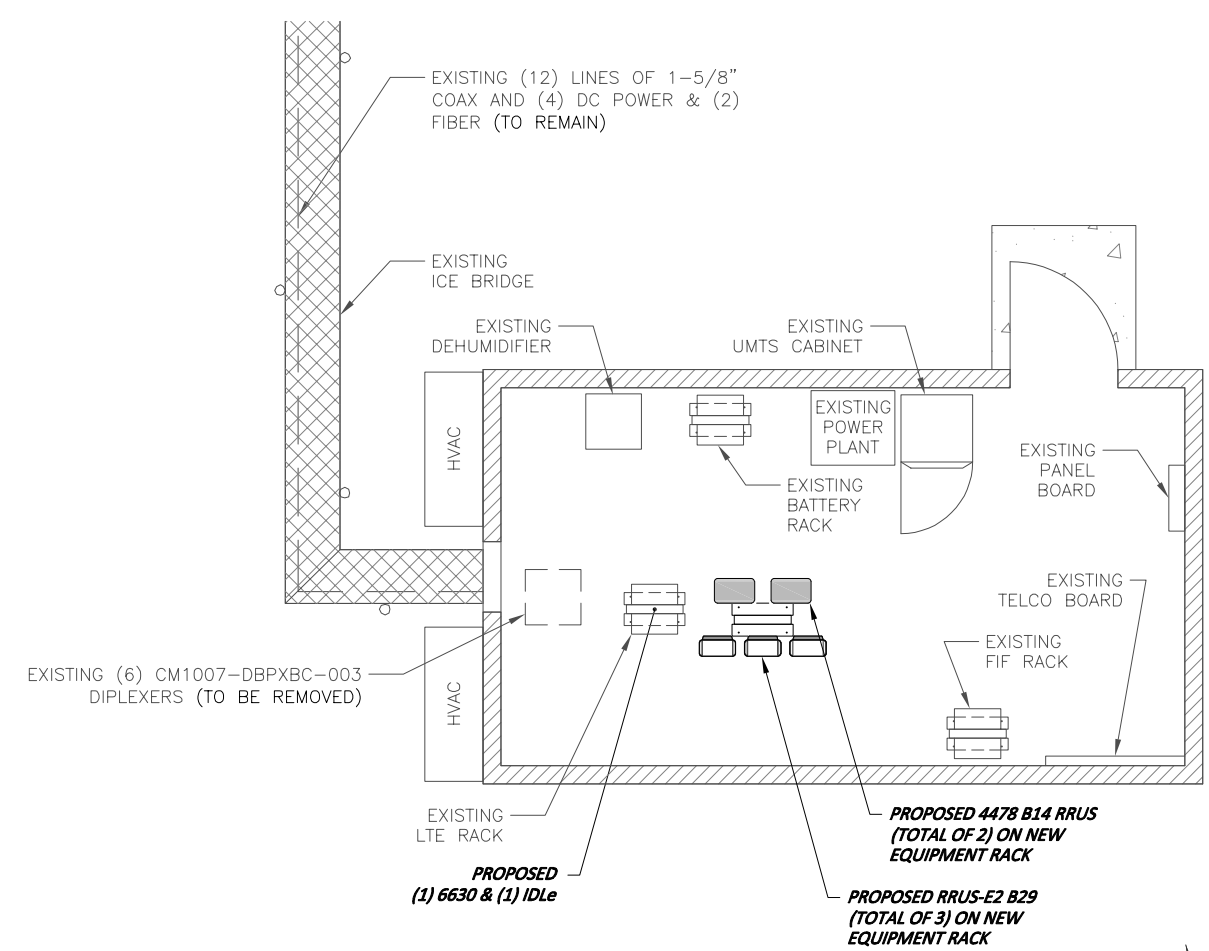 EXISTING (12) LINES OF 1-5/8"
COAX AND (4) DC POWER & (2)
FIBER (TO REMAIN)
EXISTING
ICE BRIDGE
EXISTING
DEHUMIDIFIER
EXISTING
UMTS CABINET
HVAC
EXISTING
POWER
PLANT
EXISTING
PANEL
BOARD
EXISTING
BATTERY
RACK
EXISTING
TELCO BOARD
EXISTING
FIF RACK
EXISTING (6) CM1007-DBPXBC-003
DIPLEXERS (TO BE REMOVED)
HVAC
EXISTING
LTE RACK
PROPOSED 4478 B14 RRUS
(TOTAL OF 2) ON NEW
EQUIPMENT RACK
PROPOSED
(1) 6630 & (1) IDLe
PROPOSED RRUS-E2 B29
(TOTAL OF 3) ON NEW
EQUIPMENT RACK